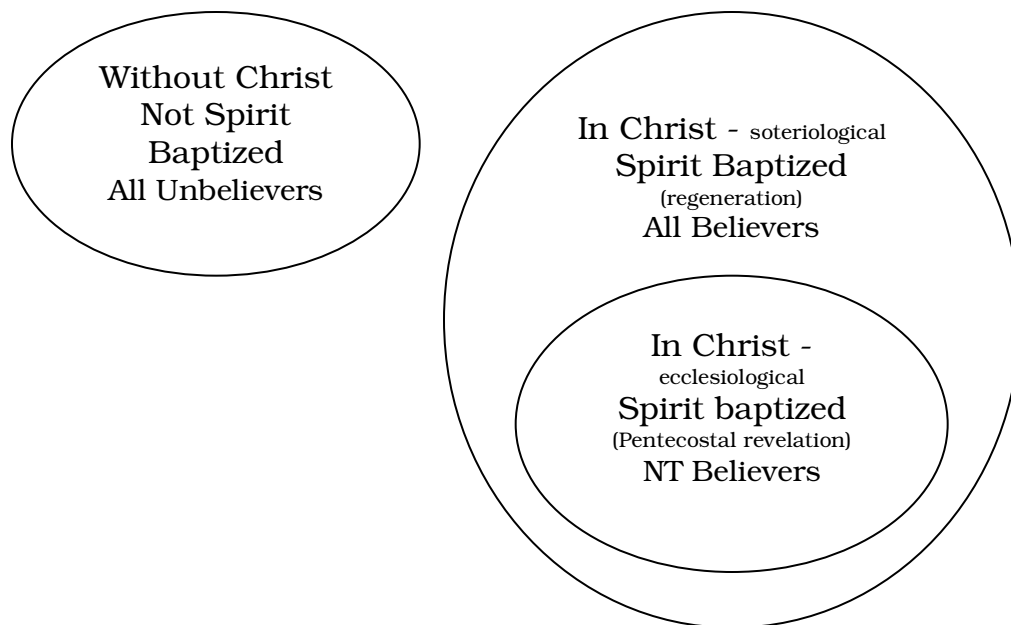 Without Christ
Not Spirit
Baptized
All Unbelievers
In Christ - soteriological
Spirit Baptized
(regeneration)
All Believers
In Christ -
ecclesiological
Spirit baptized
(Pentecostal revelation)
NT Believers